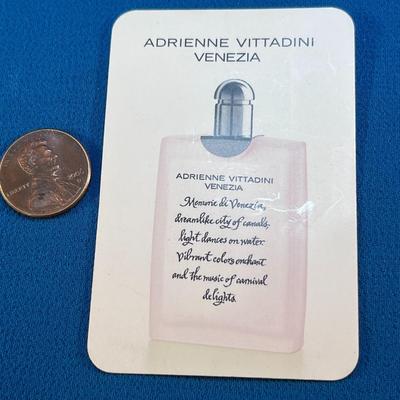 ADRIENNE VITTADINI
VENEZIA
ADRIENNE VITTADINI
VENEZIA
Memorie di Venezia,
dreamlike city of canals,
light dances on water.
Vibrant colors enchant
and the music of carnival
delights.
LIBERTY